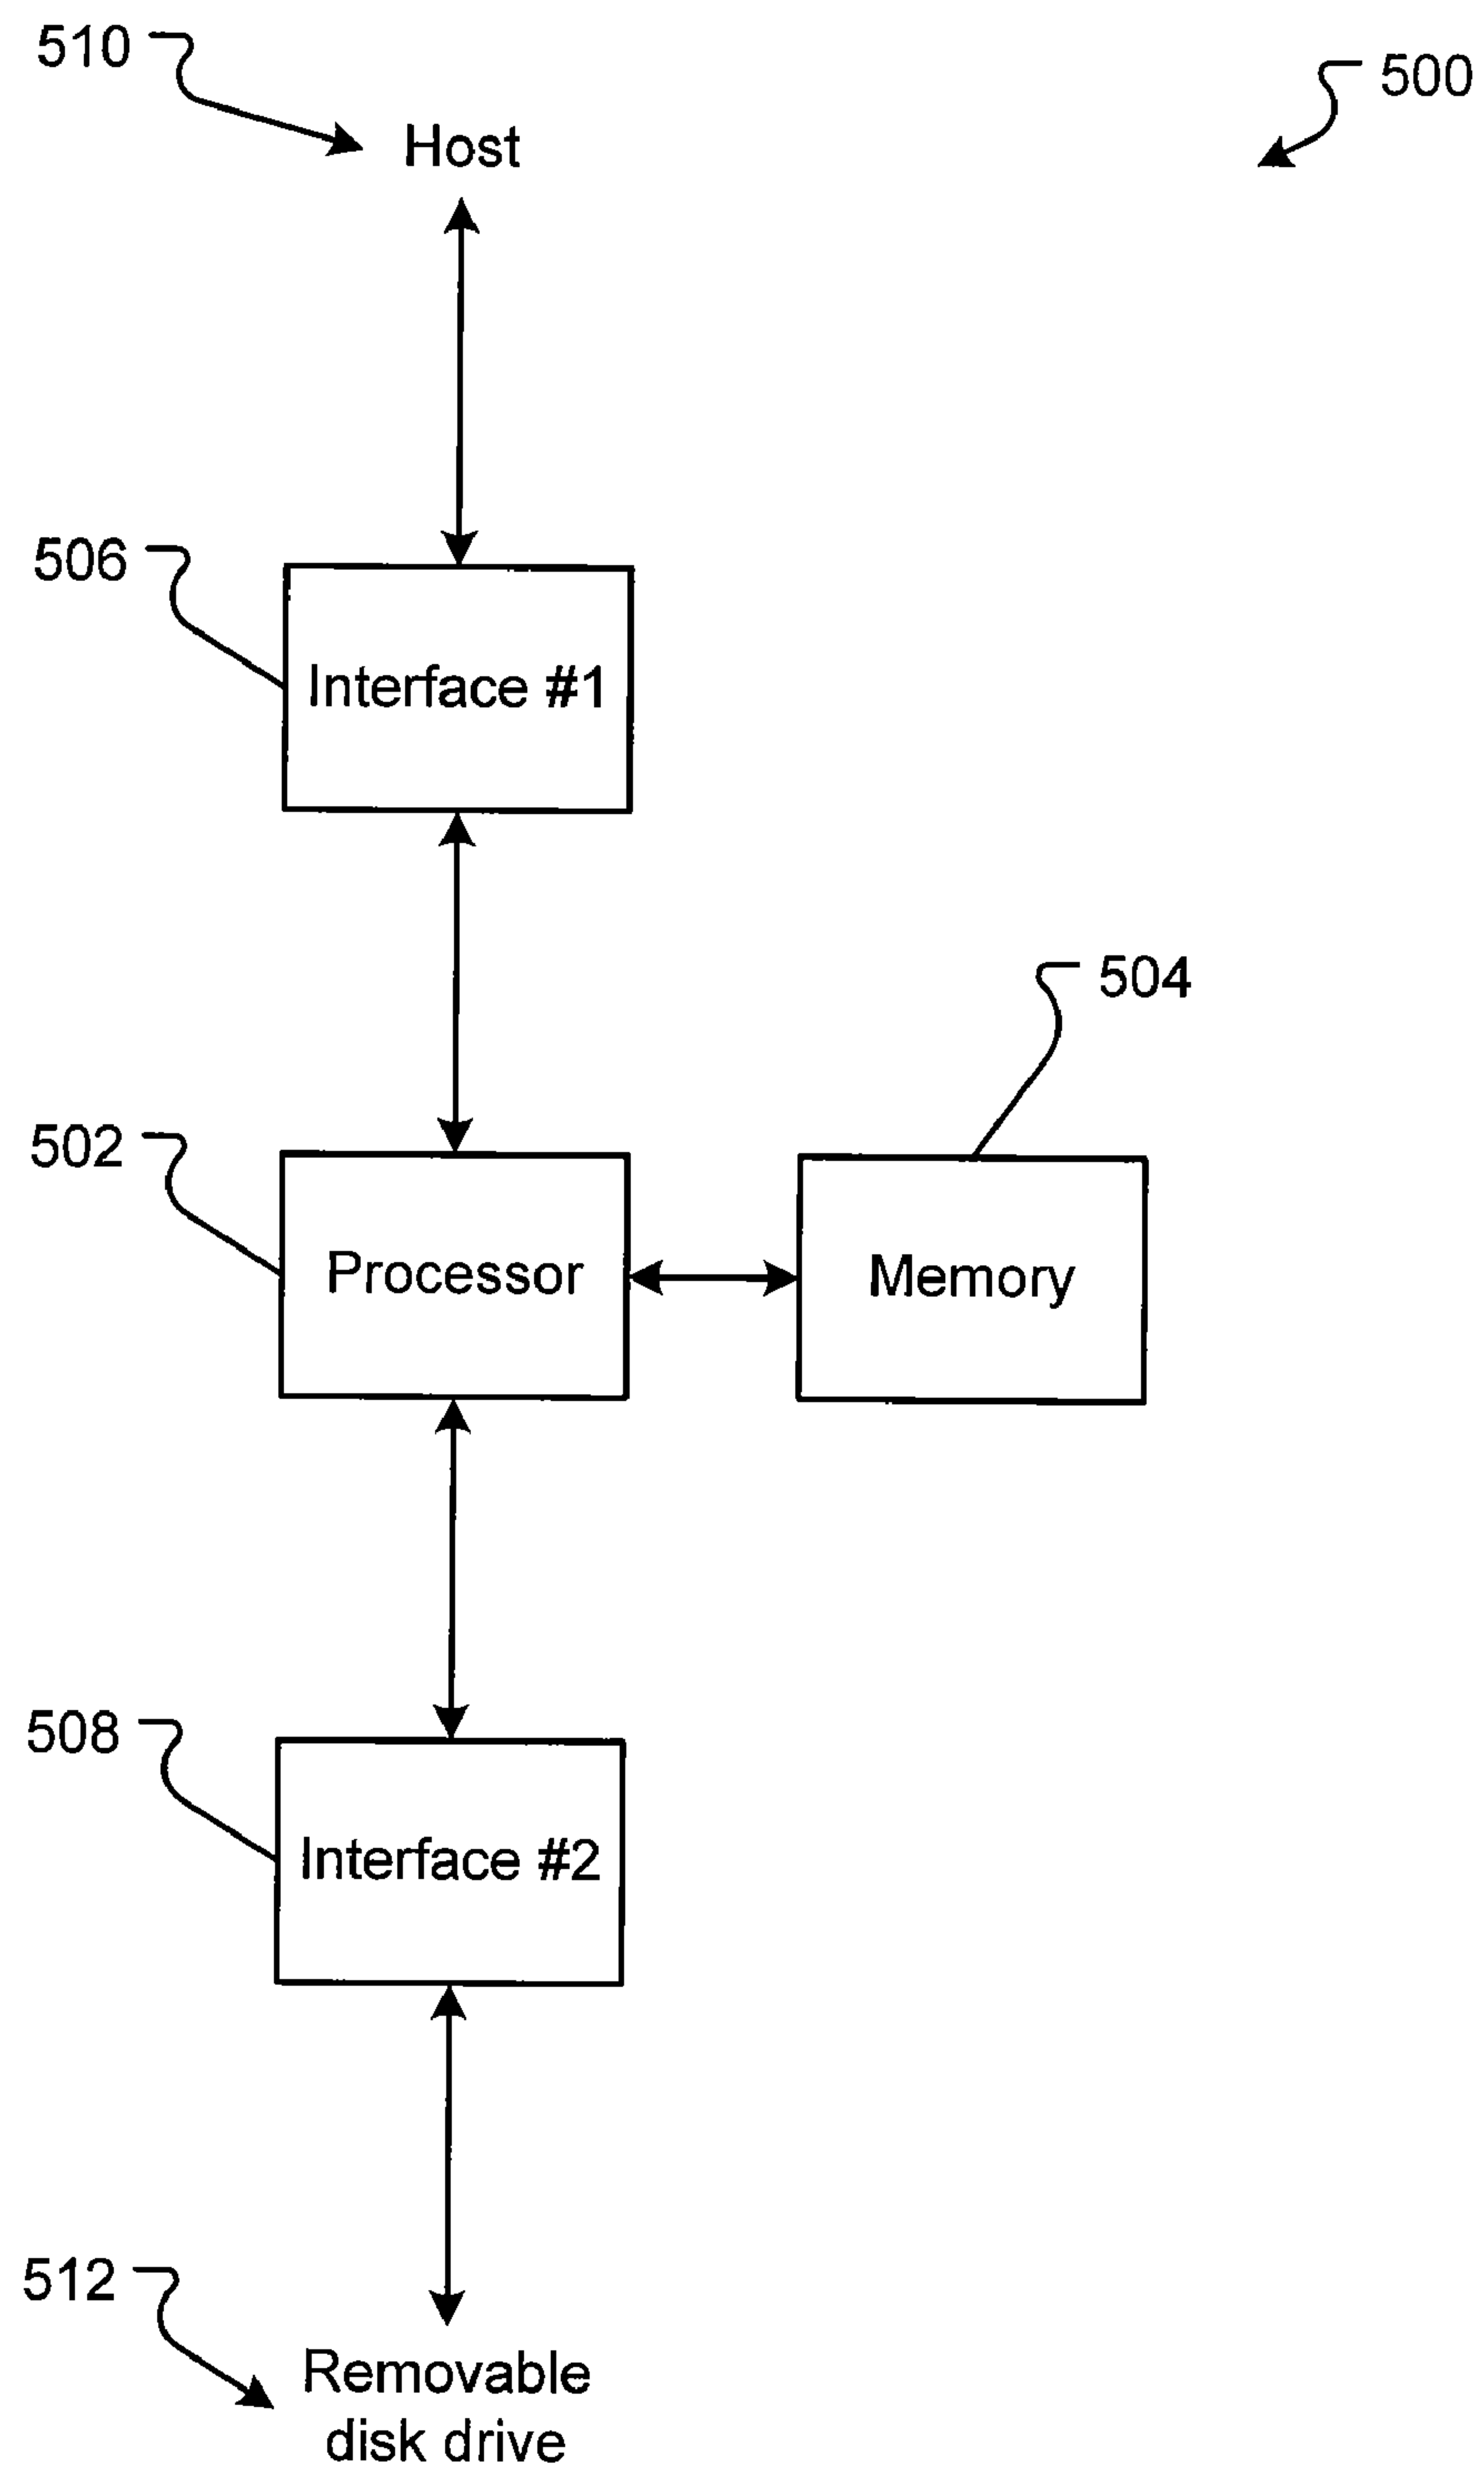 510
500
Host
506
Interface #1
504
502
Processor
Memory
508
Interface #2
512
Removable
disk drive